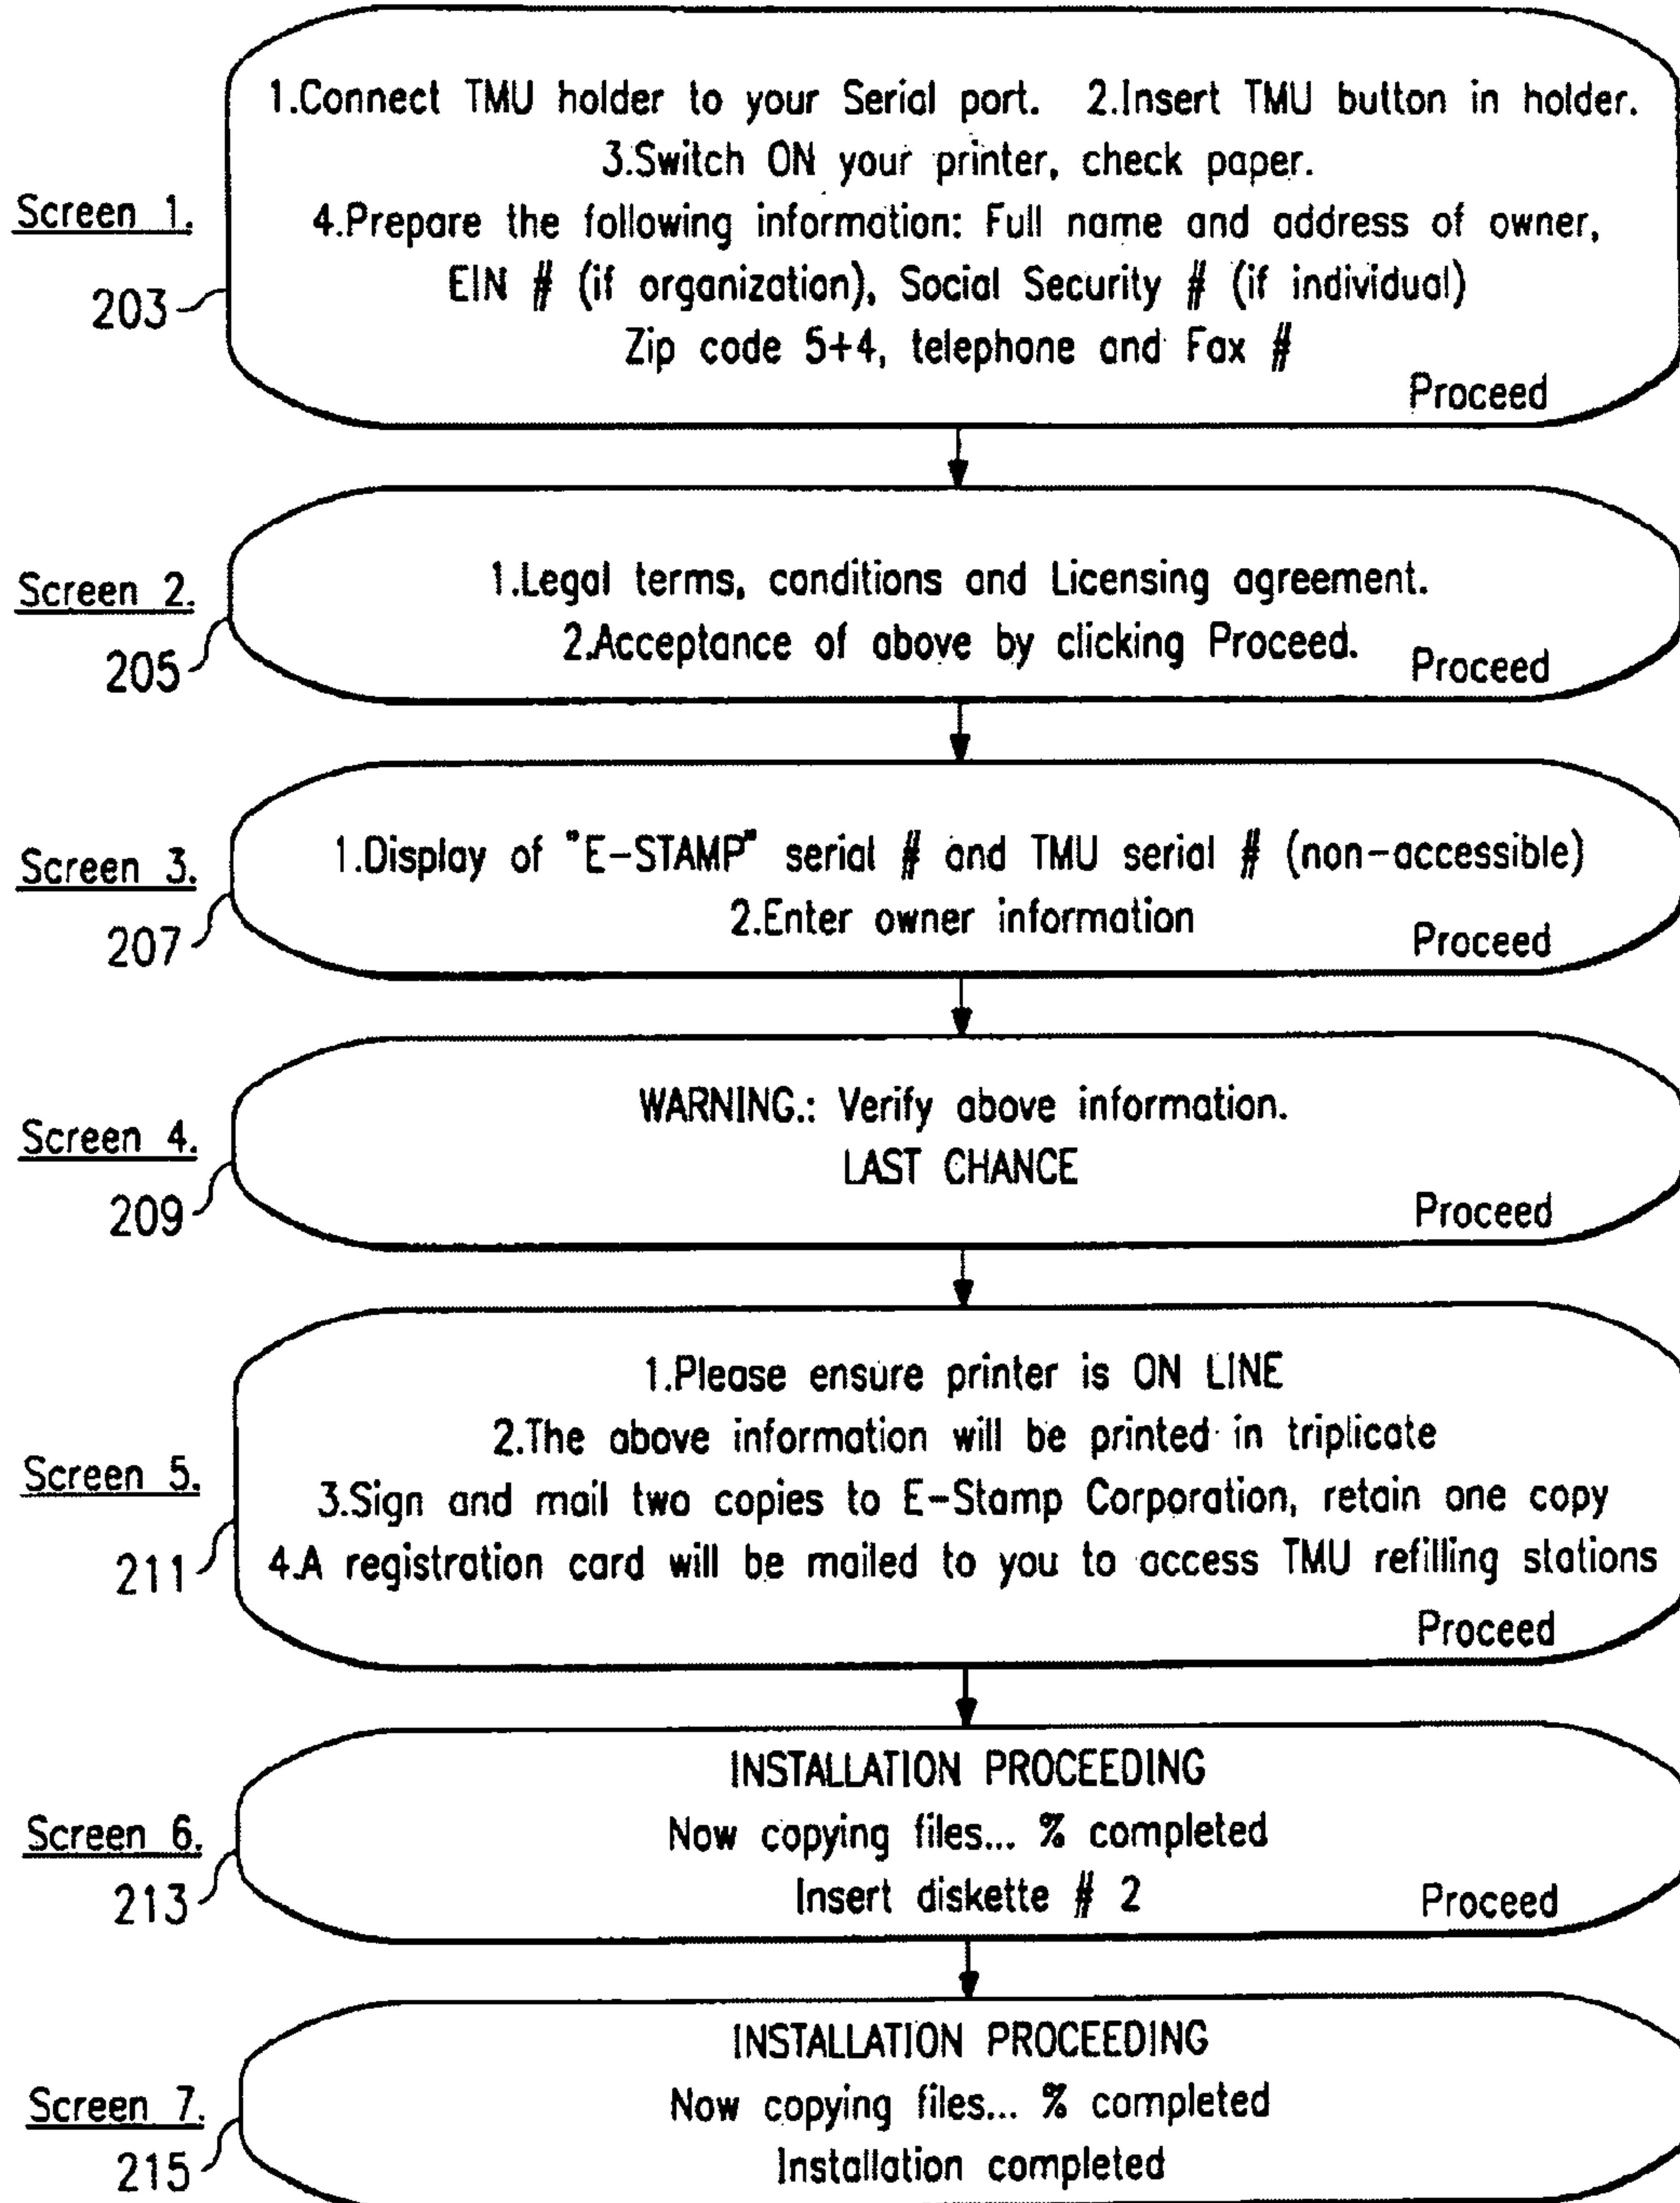 1.Connect TMU holder to your Serial port. 2.Insert TMU button in holder.
3.Switch ON your printer, check paper.
Screen 1.
4.Prepare the following information: Full name and address of owner,
EIN # (if organization), Social Security # (if individual)
203
Zip code 5+4, telephone and Fax #
Proceed
Screen 2.
1.Legal terms, conditions and Licensing agreement.
2.Acceptance of above by clicking Proceed.
Proceed
205
Screen 3.
1.Display of "E-STAMP" serial # and TMU serial # (non-accessible)
2.Enter owner information
Proceed
207
Screen 4.
WARNING.: Verify above information.
LAST CHANCE
209
Proceed
1.Please ensure printer is ON LINE
2.The above information will be printed in triplicate
Screen 5.
3.Sign and mail two copies to E-Stamp Corporation, retain one copy
211
4.A registration card will be mailed to you to access TMU refilling stations
Proceed
INSTALLATION PROCEEDING
Screen 6.
Now copying files... % completed
213
Insert diskette # 2
Proceed
INSTALLATION PROCEEDING
Screen 7.
Now copying files... % completed
215
Installation completed